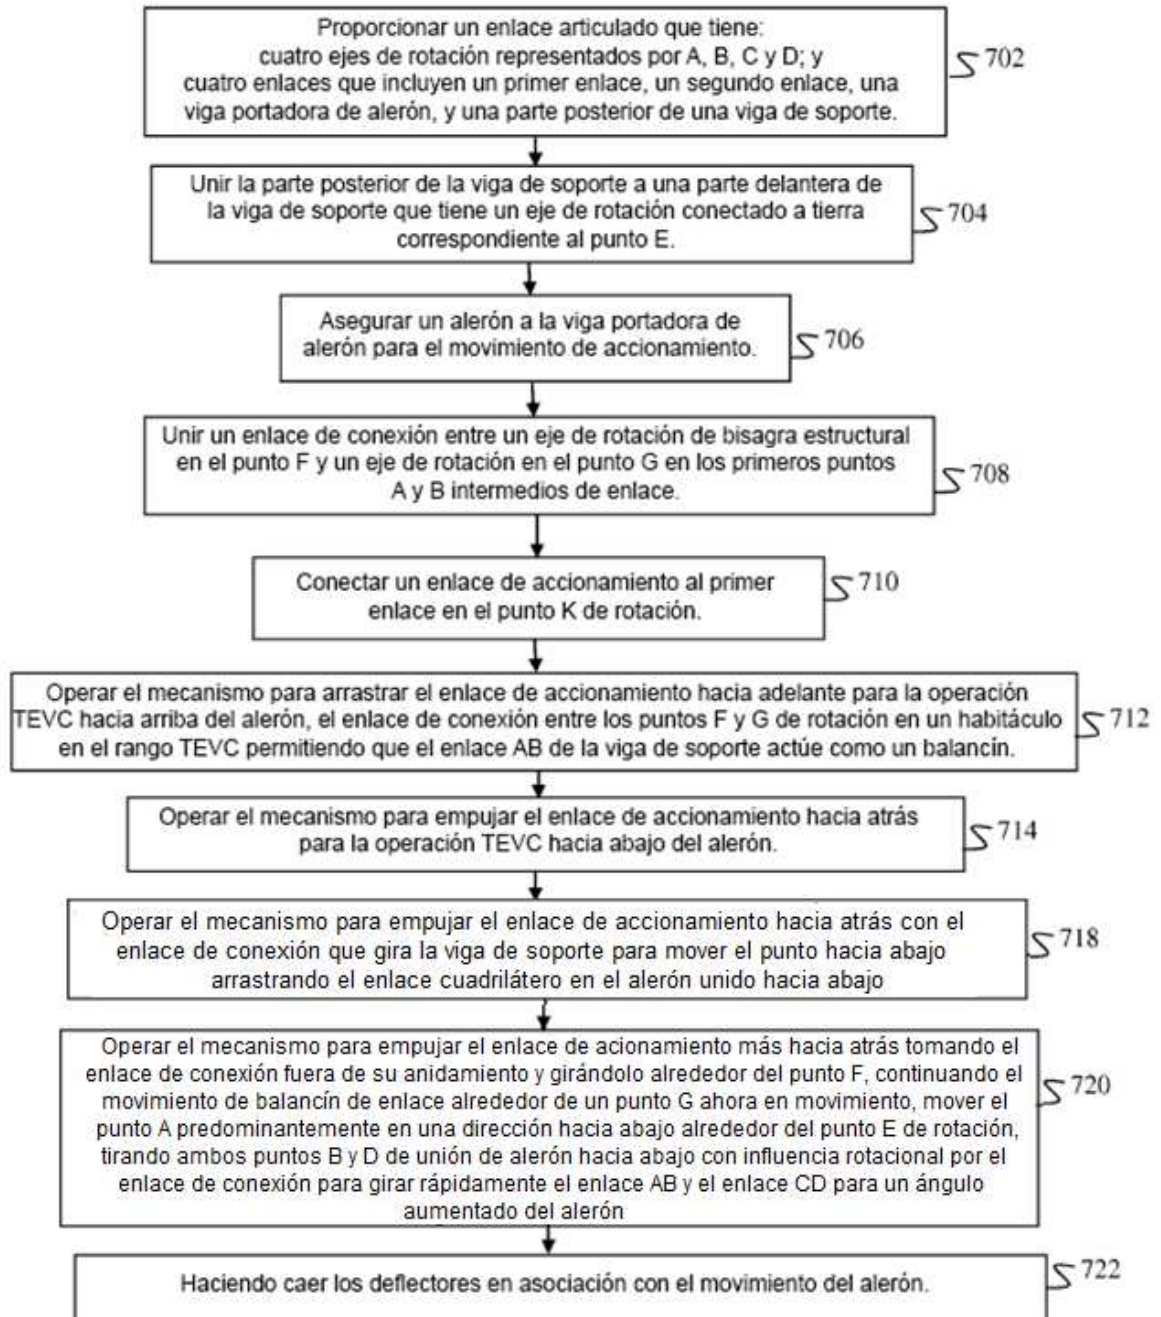 Proporcionar un enlace articulado que tiene:
cuatro ejes de rotación representados por A, B, C y D; y
cuatro enlaces que incluyen un primer enlace, un segundo enlace, una
viga portadora de alerón, y una parte posterior de una viga de soporte.
702
Unir la parte posterior de la viga de soporte a una parte delantera de
la viga de soporte que tiene un eje de rotación conectado a tierra
correspondiente al punto E.
704
Asegurar un alerón a la viga portadora de
alerón para el movimiento de accionamiento.
706
Unir un enlace de conexión entre un eje de rotación de bisagra estructural
en el punto F y un eje de rotación en el punto G en los primeros puntos
A y B intermedios de enlace.
708
Conectar un enlace de accionamiento al primer
enlace en el punto K de rotación.
710
Operar el mecanismo para arrastrar el enlace de accionamiento hacia adelante para la operación
TEVC hacia arriba del alerón, el enlace de conexión entre los puntos F y G de rotación en un habitáculo
en el rango TEVC permitiendo que el enlace AB de la viga de soporte actúe como un balancín.
712
Operar el mecanismo para empujar el enlace de accionamiento hacia atrás
para la operación TEVC hacia abajo del alerón.
714
Operar el mecanismo para empujar el enlace de accionamiento hacia atrás con el
enlace de conexión que gira la viga de soporte para mover el punto hacia abajo
arrastrando el enlace cuadrilátero en el alerón unido hacia abajo
718
Operar el mecanismo para empujar el enlace de acionamiento más hacia atrás tomando el
enlace de conexión fuera de su anidamiento y girándolo alrededor del punto F, continuando el
movimiento de balancín de enlace alrededor de un punto G ahora en movimiento, mover el
punto A predominantemente en una dirección hacia abajo alrededor del punto E de rotación,
tirando ambos puntos B y D de unión de alerón hacia abajo con influencia rotacional por el
enlace de conexión para girar rápidamente el enlace AB y el enlace CD para un ángulo
aumentado del alerón
720
Haciendo caer los deflectores en asociación con el movimiento del alerón.
722